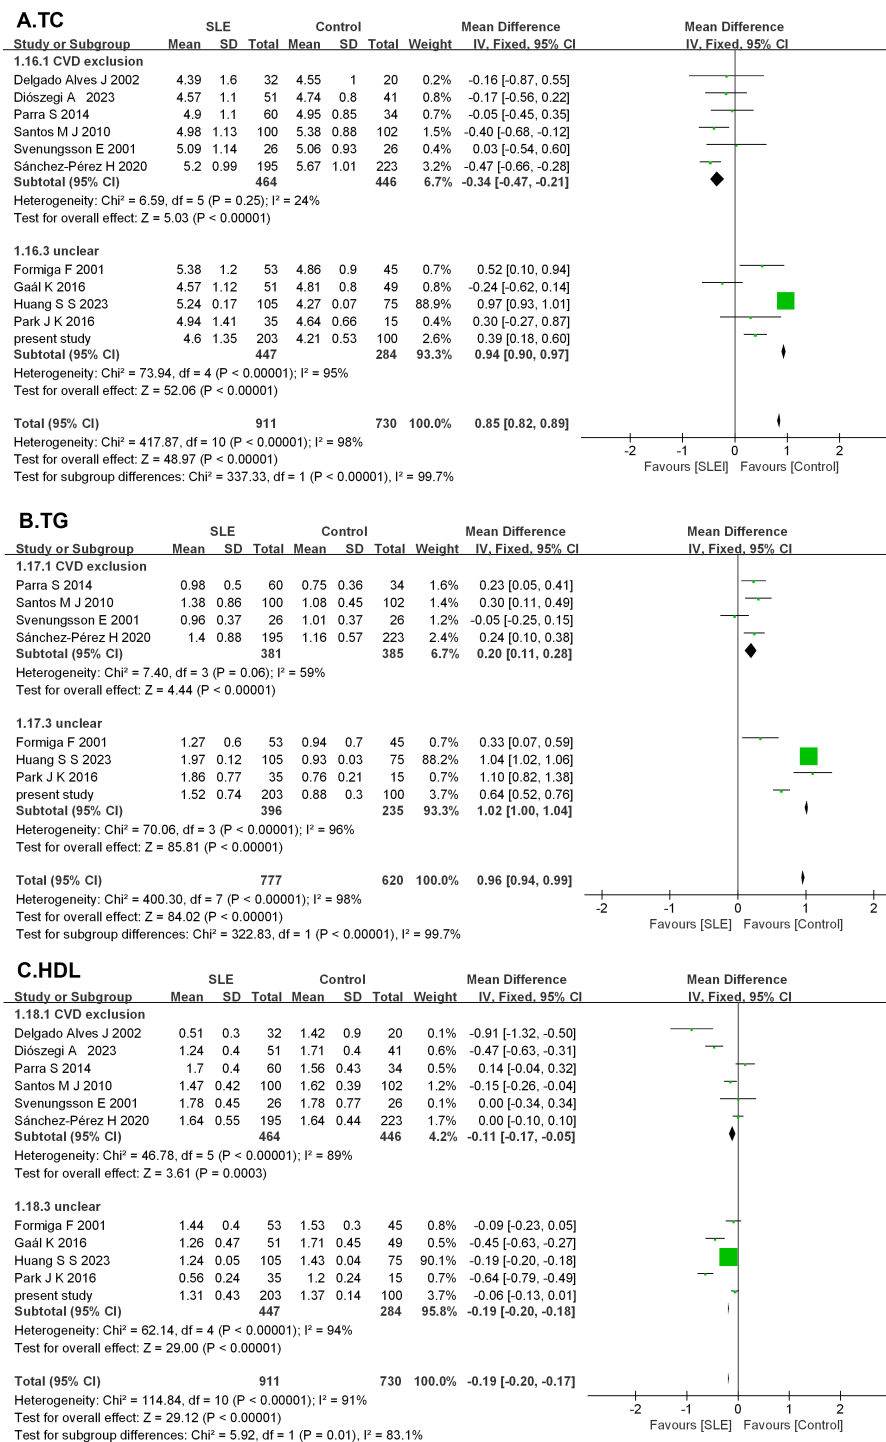 A.TC
SLE Control Mean Difference Mean Difference
Study or Subgroup Mean SD Total Mean SD Total Weight IV, Fixed, 95% CI IV, Fixed, 95% CI
1.16.1 CVD exclusion
Delgado Alves J 2002 4.39 1.6 32 4.55 1 20 0.2% -0.16 [-0.87, 0.55]
Diószegi A 2023 4.57 1.1 51 4.74 0.8 41 0.8% -0.17 [-0.56, 0.22]
Parra S 2014 4.9 1.1 60 4.95 0.85 34 0.7% -0.05 [-0.45, 0.35]
Santos M J 2010 4.98 1.13 100 5.38 0.88 102 1.5% -0.40 [-0.68, -0.12]
Svenungsson E 2001 5.09 1.14 26 5.06 0.93 26 0.4% 0.03 [-0.54, 0.60]
Sánchez-Pérez H 2020 5.2 0.99 195 5.67 1.01 223 3.2% -0.47 [-0.66, -0.28]
Subtotal (95% CI) 464 446 6.7% -0.34 [-0.47, -0.21]
Heterogeneity: Chi² = 6.59, df = 5 (P = 0.25); I² = 24%
Test for overall effect: Z = 5.03 (P < 0.00001)
1.16.3 unclear
Formiga F 2001 5.38 1.2 53 4.86 0.9 45 0.7% 0.52 [0.10, 0.94]
Gaál K 2016 4.57 1.12 51 4.81 0.8 49 0.8% -0.24 [-0.62, 0.14]
Huang S S 2023 5.24 0.17 105 4.27 0.07 75 88.9% 0.97 [0.93, 1.01]
Park J K 2016 4.94 1.41 35 4.64 0.66 15 0.4% 0.30 [-0.27, 0.87]
present study 4.6 1.35 203 4.21 0.53 100 2.6% 0.39 [0.18, 0.60]
Subtotal (95% CI) 447 284 93.3% 0.94 [0.90, 0.97]
Heterogeneity: Chi² = 73.94, df = 4 (P < 0.00001); I² = 95%
Test for overall effect: Z = 52.06 (P < 0.00001)
Total (95% CI) 911 730 100.0% 0.85 [0.82, 0.89]
Heterogeneity: Chi² = 417.87, df = 10 (P < 0.00001); I² = 98%
Test for overall effect: Z = 48.97 (P < 0.00001)
Test for subgroup differences: Chi² = 337.33, df = 1 (P < 0.00001), I² = 99.7%
-2 -1 0 1 2
Favours [SLEI] Favours [Control]
B.TG
SLE Control Mean Difference Mean Difference
Study or Subgroup Mean SD Total Mean SD Total Weight IV, Fixed, 95% CI IV, Fixed, 95% CI
1.17.1 CVD exclusion
Parra S 2014 0.98 0.5 60 0.75 0.36 34 1.6% 0.23 [0.05, 0.41]
Santos M J 2010 1.38 0.86 100 1.08 0.45 102 1.4% 0.30 [0.11, 0.49]
Svenungsson E 2001 0.96 0.37 26 1.01 0.37 26 1.2% -0.05 [-0.25, 0.15]
Sánchez-Pérez H 2020 1.4 0.88 195 1.16 0.57 223 2.4% 0.24 [0.10, 0.38]
Subtotal (95% CI) 381 385 6.7% 0.20 [0.11, 0.28]
Heterogeneity: Chi² = 7.40, df = 3 (P = 0.06); I² = 59%
Test for overall effect: Z = 4.44 (P < 0.00001)
1.17.3 unclear
Formiga F 2001 1.27 0.6 53 0.94 0.7 45 0.7% 0.33 [0.07, 0.59]
Huang S S 2023 1.97 0.12 105 0.93 0.03 75 88.2% 1.04 [1.02, 1.06]
Park J K 2016 1.86 0.77 35 0.76 0.21 15 0.7% 1.10 [0.82, 1.38]
present study 1.52 0.74 203 0.88 0.3 100 3.7% 0.64 [0.52, 0.76]
Subtotal (95% CI) 396 235 93.3% 1.02 [1.00, 1.04]
Heterogeneity: Chi² = 70.06, df = 3 (P < 0.00001); I² = 96%
Test for overall effect: Z = 85.81 (P < 0.00001)
Total (95% CI) 777 620 100.0% 0.96 [0.94, 0.99]
Heterogeneity: Chi² = 400.30, df = 7 (P < 0.00001); I² = 98%
Test for overall effect: Z = 84.02 (P < 0.00001)
Test for subgroup differences: Chi² = 322.83, df = 1 (P < 0.00001), I² = 99.7%
-2 -1 0 1 2
Favours [SLE] Favours [Control]
C.HDL
SLE Control Mean Difference Mean Difference
Study or Subgroup Mean SD Total Mean SD Total Weight IV, Fixed, 95% CI IV, Fixed, 95% CI
1.18.1 CVD exclusion
Delgado Alves J 2002 0.51 0.3 32 1.42 0.9 20 0.1% -0.91 [-1.32, -0.50]
Diószegi A 2023 1.24 0.4 51 1.71 0.4 41 0.6% -0.47 [-0.63, -0.31]
Parra S 2014 1.7 0.4 60 1.56 0.43 34 0.5% 0.14 [-0.04, 0.32]
Santos M J 2010 1.47 0.42 100 1.62 0.39 102 1.2% -0.15 [-0.26, -0.04]
Svenungsson E 2001 1.78 0.45 26 1.78 0.77 26 0.1% 0.00 [-0.34, 0.34]
Sánchez-Pérez H 2020 1.64 0.55 195 1.64 0.44 223 1.7% 0.00 [-0.10, 0.10]
Subtotal (95% CI) 464 446 4.2% -0.11 [-0.17, -0.05]
Heterogeneity: Chi² = 46.78, df = 5 (P < 0.00001); I² = 89%
Test for overall effect: Z = 3.61 (P = 0.0003)
1.18.3 unclear
Formiga F 2001 1.44 0.4 53 1.53 0.3 45 0.8% -0.09 [-0.23, 0.05]
Gaál K 2016 1.26 0.47 51 1.71 0.45 49 0.5% -0.45 [-0.63, -0.27]
Huang S S 2023 1.24 0.05 105 1.43 0.04 75 90.1% -0.19 [-0.20, -0.18]
Park J K 2016 0.56 0.24 35 1.2 0.24 15 0.7% -0.64 [-0.79, -0.49]
present study 1.31 0.43 203 1.37 0.14 100 3.7% -0.06 [-0.13, 0.01]
Subtotal (95% CI) 447 284 95.8% -0.19 [-0.20, -0.18]
Heterogeneity: Chi² = 62.14, df = 4 (P < 0.00001); I² = 94%
Test for overall effect: Z = 29.00 (P < 0.00001)
Total (95% CI) 911 730 100.0% -0.19 [-0.20, -0.17]
Heterogeneity: Chi² = 114.84, df = 10 (P < 0.00001); I² = 91%
Test for overall effect: Z = 29.12 (P < 0.00001)
Test for subgroup differences: Chi² = 5.92, df = 1 (P = 0.01), I² = 83.1%
-2 -1 0 1 2
Favours [SLE] Favours [Control]